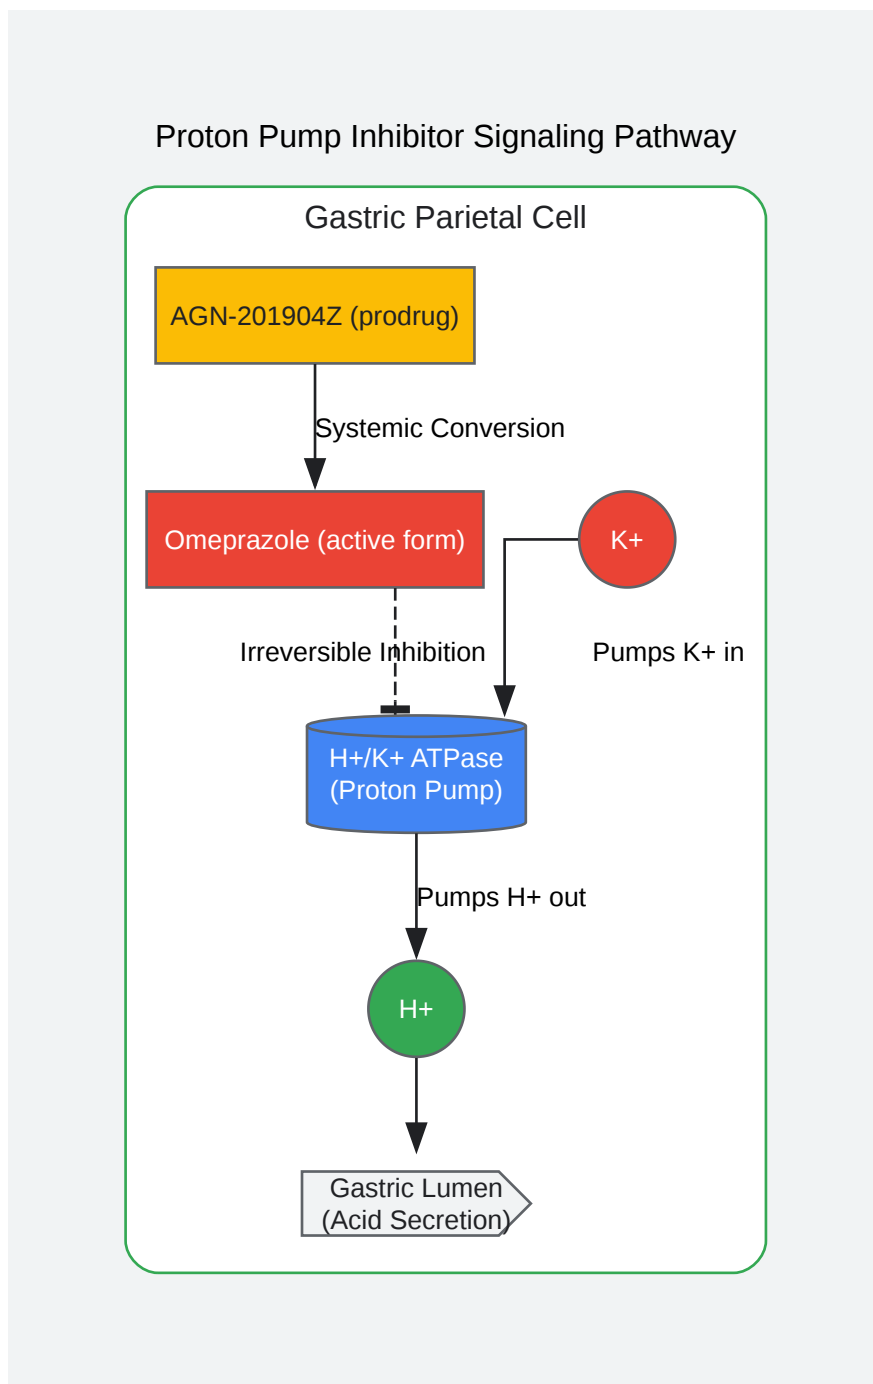 Proton Pump Inhibitor Signaling Pathway
Gastric Parietal Cell
AGN-201904Z (prodrug)
Systemic Conversion
Omeprazole (active form)
K+
Irreversible Inhibition
Pumps K+ in
H+/K+ ATPase
(Proton Pump)
Pumps H+ out
H+
Gastric Lumen
(Acid Secretion)